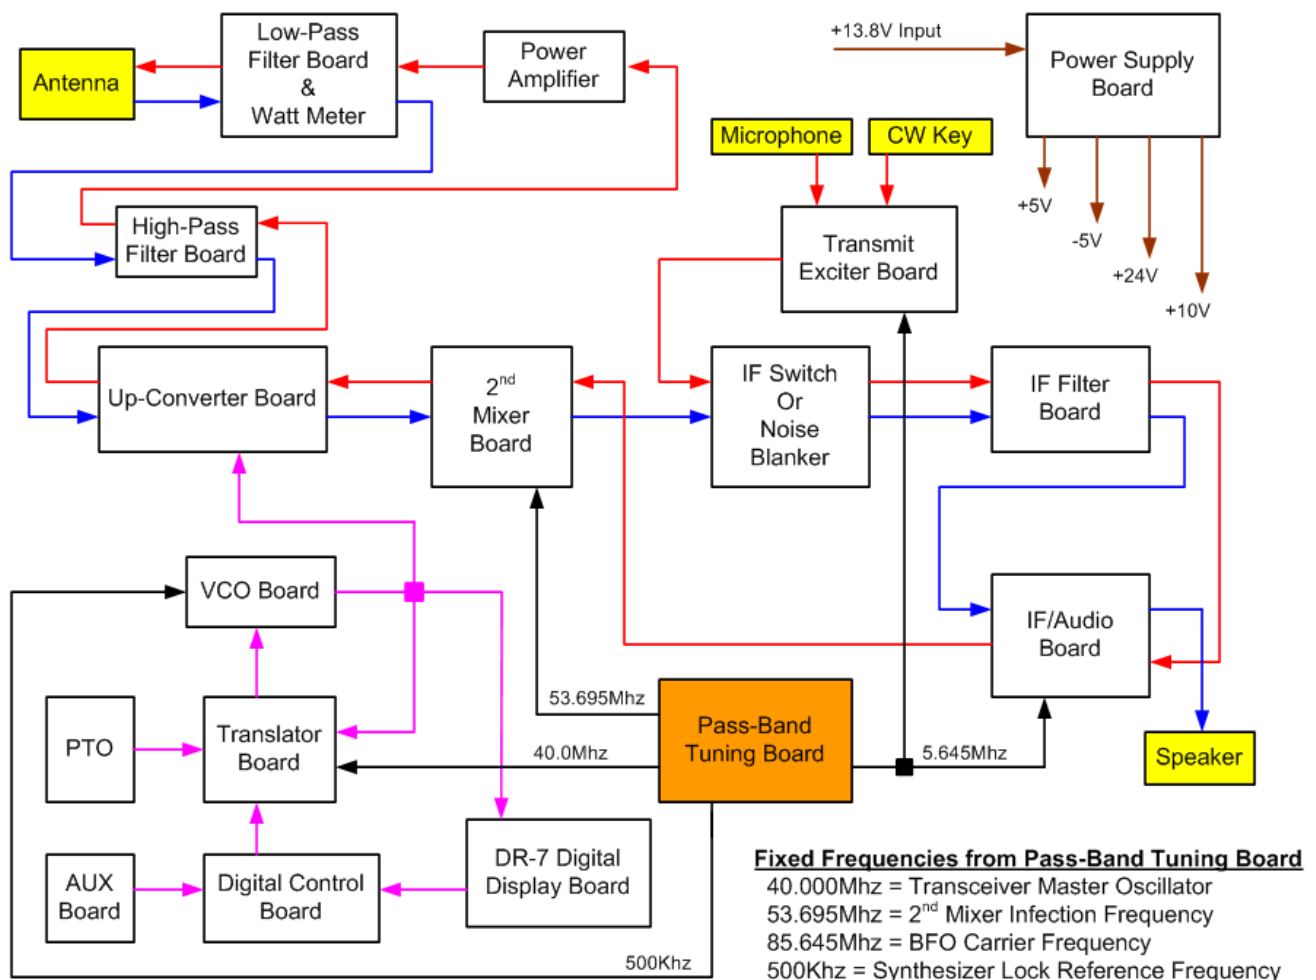 Low-Pass
Filter Board
&
Watt Meter
Power
Amplifier
+13.8V Input
Power Supply
Board
Antenna
Microphone
CW Key
+5V
-5V
+24V
+10V
High-Pass
Filter Board
Transmit
Exciter Board
Up-Converter Board
2nd
Mixer
Board
IF Switch
Or
Noise
Blanker
IF Filter
Board
VCO Board
IF/Audio
Board
53.695Mhz
PTO
Translator
Board
40.0Mhz
Pass-Band
Tuning Board
5.645Mhz
Speaker
AUX
Board
Digital Control
Board
DR-7 Digital
Display Board
500Khz
Fixed Frequencies from Pass-Band Tuning Board
40.000Mhz = Transceiver Master Oscillator
53.695Mhz = 2nd Mixer Infection Frequency
85.645Mhz = BFO Carrier Frequency
500Khz = Synthesizer Lock Reference Frequency